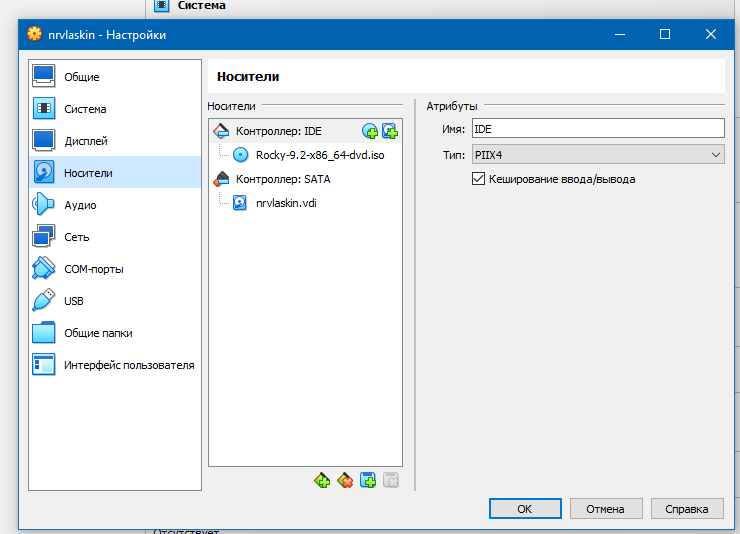 Система
nrvlaskin - Настройки
Общие
Система
Дисплей
Носители
Аудио
Сеть
COM-порты
USB
Общие папки
Интерфейс пользователя
Носители
Носители
Контроллер: IDE
Rocky-9.2-x86_64-dvd.iso
Контроллер: SATA
nrvlaskin.vdi
Атрибуты
Имя: IDE
Тип: PIIX4
Кеширование ввода/вывода
OK Отмена Справка
Отсутствует